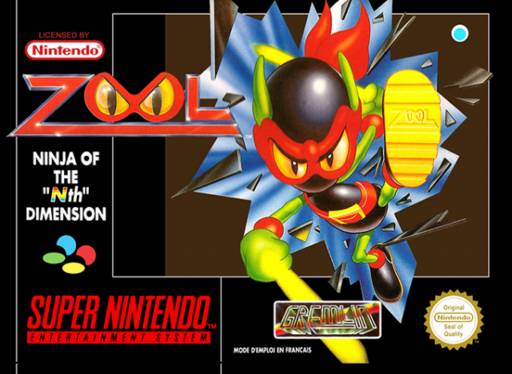 LICENSED BY
Nintendo
ZOOL
NINJA OF
THE
"Nth"
DIMENSION
ZOOL
SUPER NINTENDO™
ENTERTAINMENT SYSTEM
GREMLIN
MODE D'EMPLOI EN FRANCAIS
Original
Nintendo
Seal of
Quality